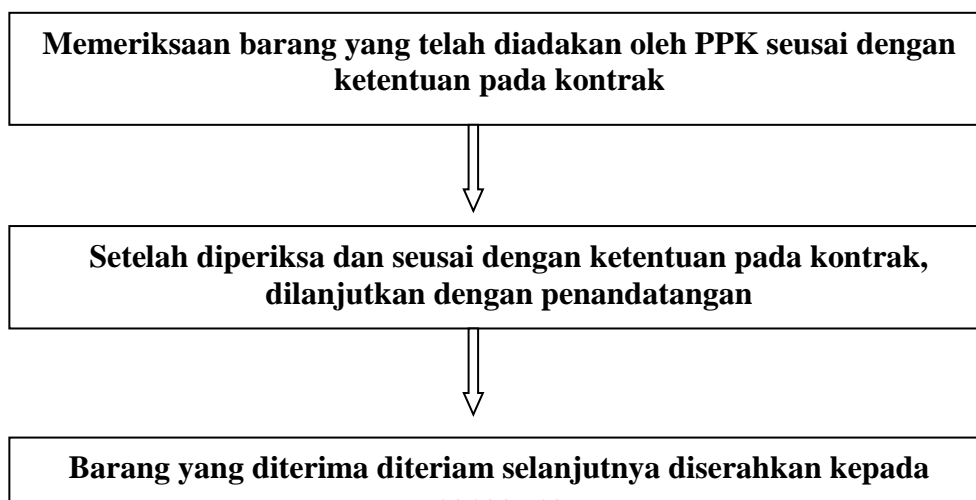 Memeriksaan barang yang telah diadakan oleh PPK seusai dengan
ketentuan pada kontrak
Setelah diperiksa dan seusai dengan ketentuan pada kontrak,
dilanjutkan dengan penandatangan
Barang yang diterima diteriam selanjutnya diserahkan kepada